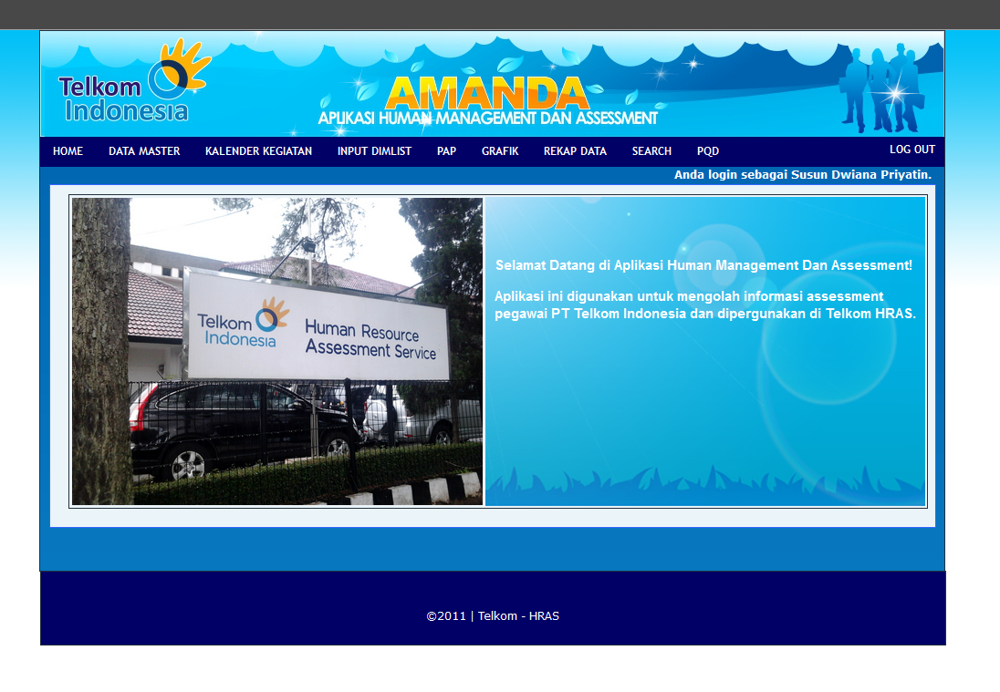 Telkom
Indonesia
AMANDA
APLIKASI HUMAN MANAGEMENT DAN ASSESSMENT
HOME DATA MASTER KALENDER KEGIATAN INPUT DIMLIST PAP GRAFIK REKAP DATA SEARCH PQD LOG OUT
Anda login sebagai Susun Dwiana Priyatin.
Telkom
Indonesia
Human Resource
Assessment Service
Selamat Datang di Aplikasi Human Management Dan Assessment!
Aplikasi ini digunakan untuk mengolah informasi assessment
pegawai PT Telkom Indonesia dan dipergunakan di Telkom HRAS.
©2011 | Telkom - HRAS